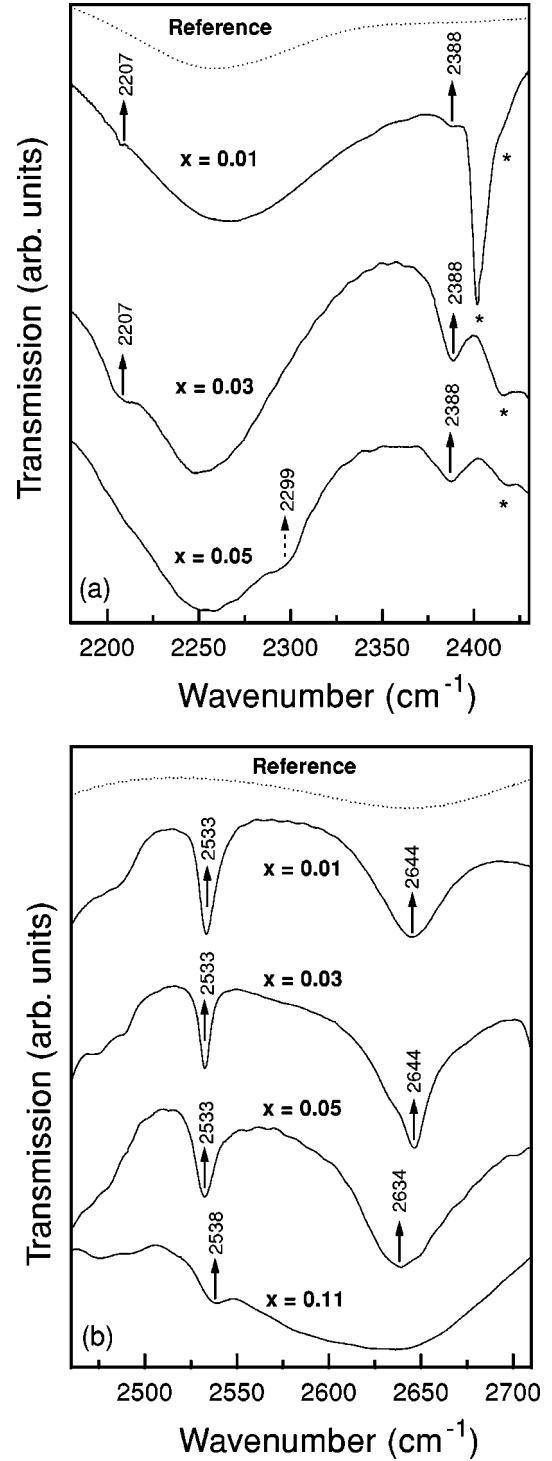 Reference
2207
2388
x = 0.01
*
*
2207
2388
x = 0.03
*
2388
2299
x = 0.05
*
(a)
2200 2250 2300 2350 2400
Wavenumber (cm⁻¹)
Transmission (arb. units)
Reference
2533
2644
x = 0.01
2533
2644
x = 0.03
2533
2634
x = 0.05
2538
x = 0.11
(b)
2500 2550 2600 2650 2700
Wavenumber (cm⁻¹)
Transmission (arb. units)